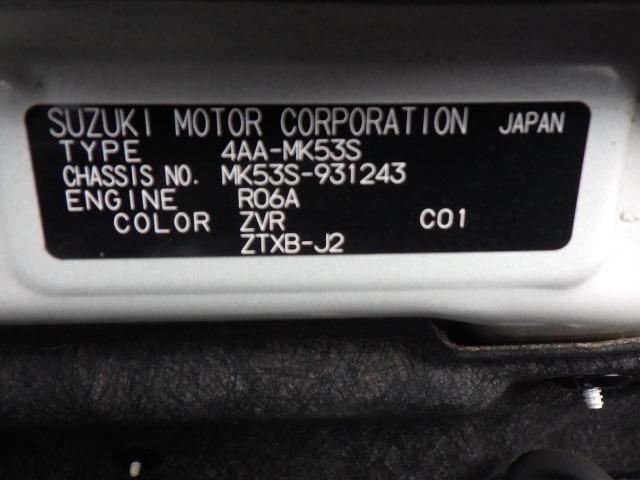 SUZUKI MOTOR CORPORATION JAPAN
TYPE 4AA-MK53S
CHASSIS NO. MK53S-931243
ENGINE R06A
COLOR ZVR C01
ZTXB-J2